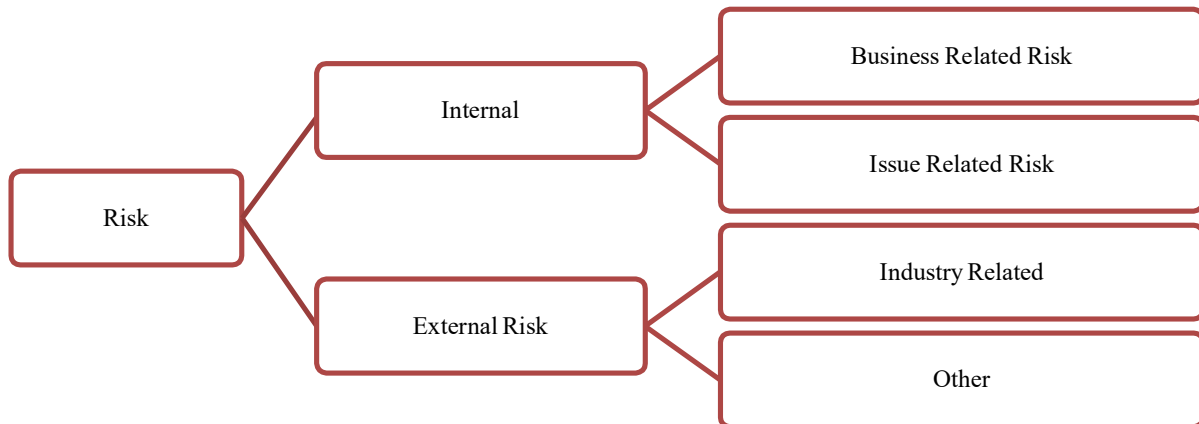 Risk
Internal
Business Related Risk
Issue Related Risk
External Risk
Industry Related
Other